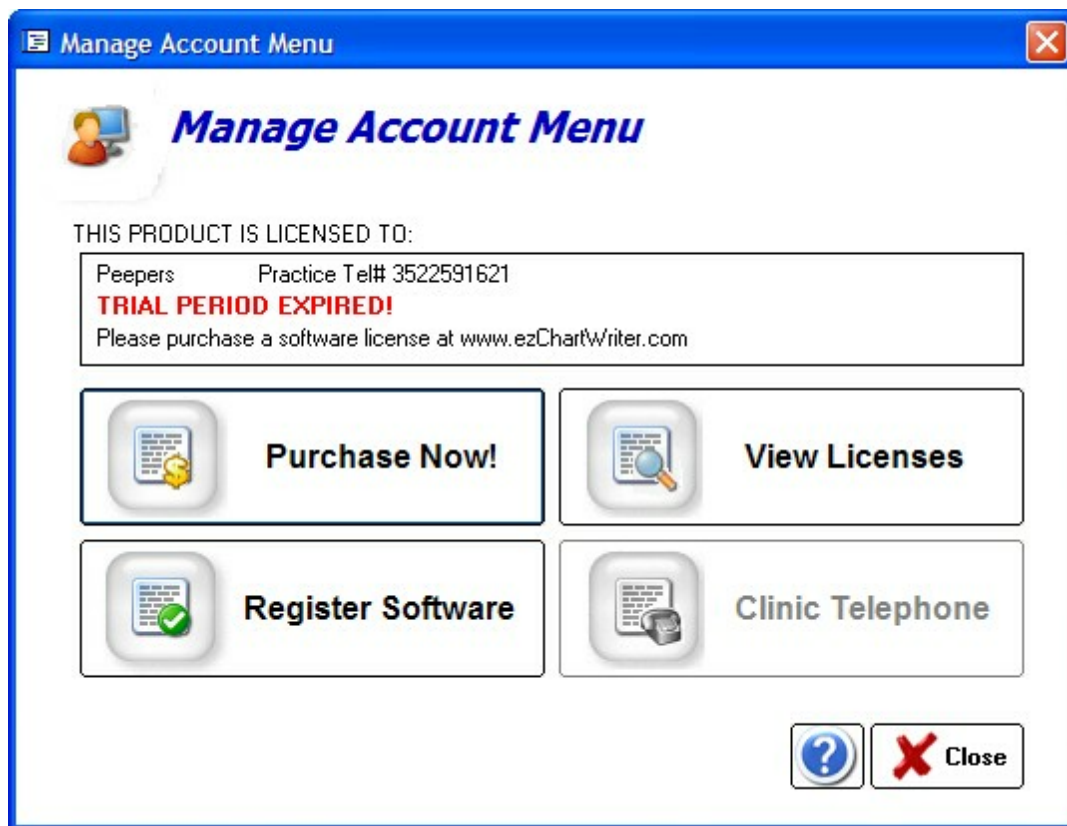 Manage Account Menu
Manage Account Menu
THIS PRODUCT IS LICENSED TO:
Peepers Practice Tel# 3522591621
TRIAL PERIOD EXPIRED!
Please purchase a software license at www.ezChartWriter.com
Purchase Now!
View Licenses
Register Software
Clinic Telephone
? Close